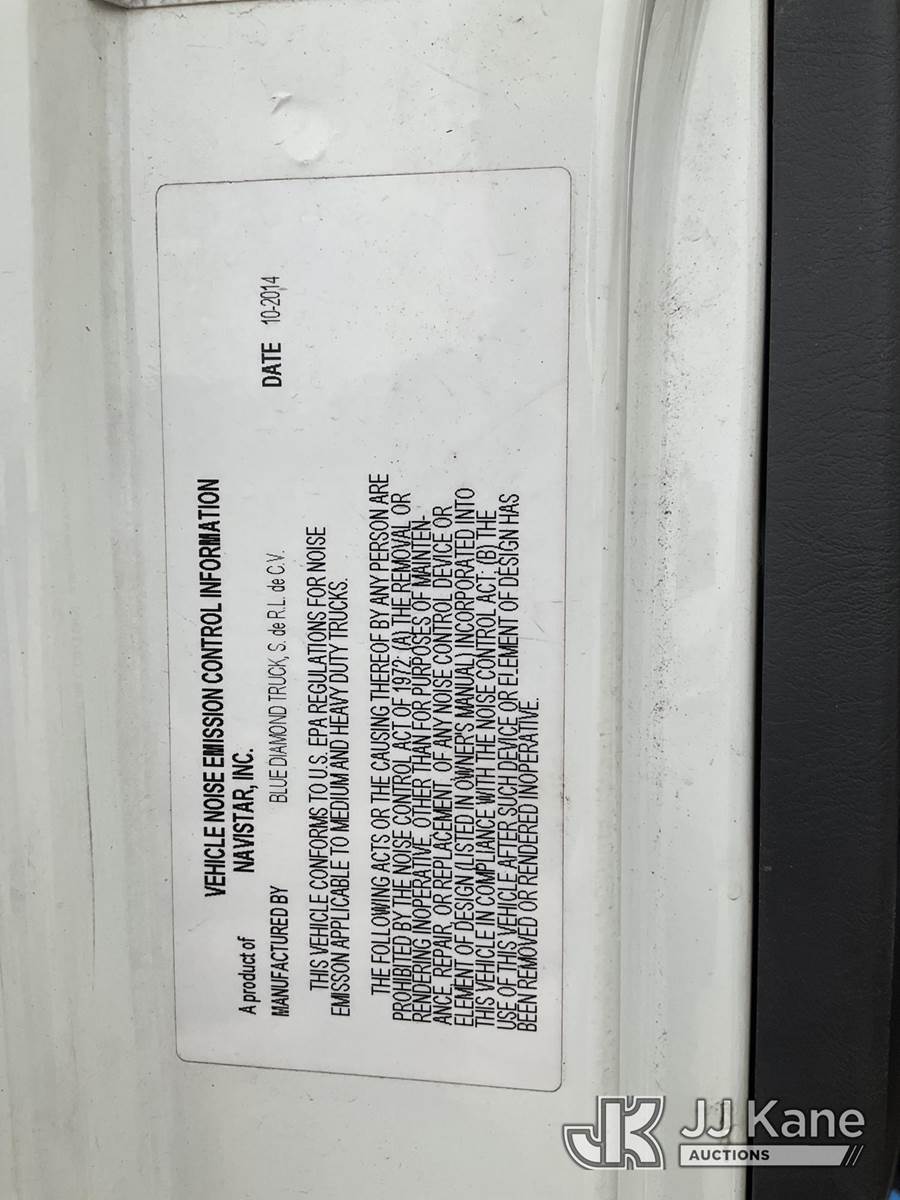 VEHICLE NOISE EMISSION CONTROL INFORMATION
A product of NAVISTAR, INC.
MANUFACTURED BY BLUE DIAMOND TRUCK, S. de R.L. de C.V. DATE 10-2014
THIS VEHICLE CONFORMS TO U.S. EPA REGULATIONS FOR NOISE
EMISSON APPLICABLE TO MEDIUM AND HEAVY DUTY TRUCKS.
THE FOLLOWING ACTS OR THE CAUSING THEREOF BY ANY PERSON ARE
PROHIBITED BY THE NOISE CONTROL ACT OF 1972: (A) THE REMOVAL OR
RENDERING INOPERATIVE, OTHER THAN FOR PURPOSES OF MAINTEN-
ANCE, REPAIR, OR REPLACEMENT, OF ANY NOISE CONTROL DEVICE OR
ELEMENT OF DESIGN (LISTED IN OWNER'S MANUAL) INCORPORATED INTO
THIS VEHICLE IN COMPLIANCE WITH THE NOISE CONTROL ACT; (B) THE
USE OF THIS VEHICLE AFTER SUCH DEVICE OR ELEMENT OF DESIGN HAS
BEEN REMOVED OR RENDERED INOPERATIVE.
JK JJ Kane
AUCTIONS